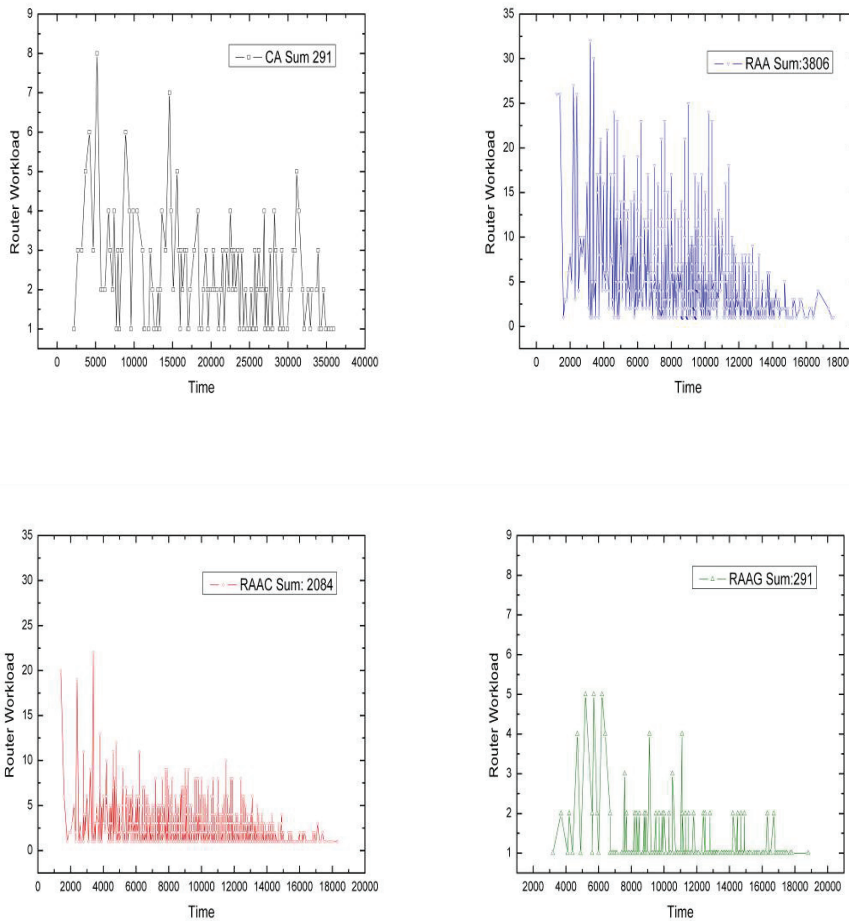 9
8
7
6
5
4
3
2
1
Router Workload
CA Sum 291
0 5000 10000 15000 20000 25000 30000 35000 40000
Time
35
30
25
20
15
10
5
0
Router Workload
RAA Sum:3806
0 2000 4000 6000 8000 10000 12000 14000 16000 1800
Time
35
30
25
20
15
10
5
0
Router Workload
RAAC Sum: 2084
0 2000 4000 6000 8000 10000 12000 14000 16000 18000 20000
Time
9
8
7
6
5
4
3
2
1
Router Workload
RAAG Sum:291
2000 4000 6000 8000 10000 12000 14000 16000 18000 20000
Time